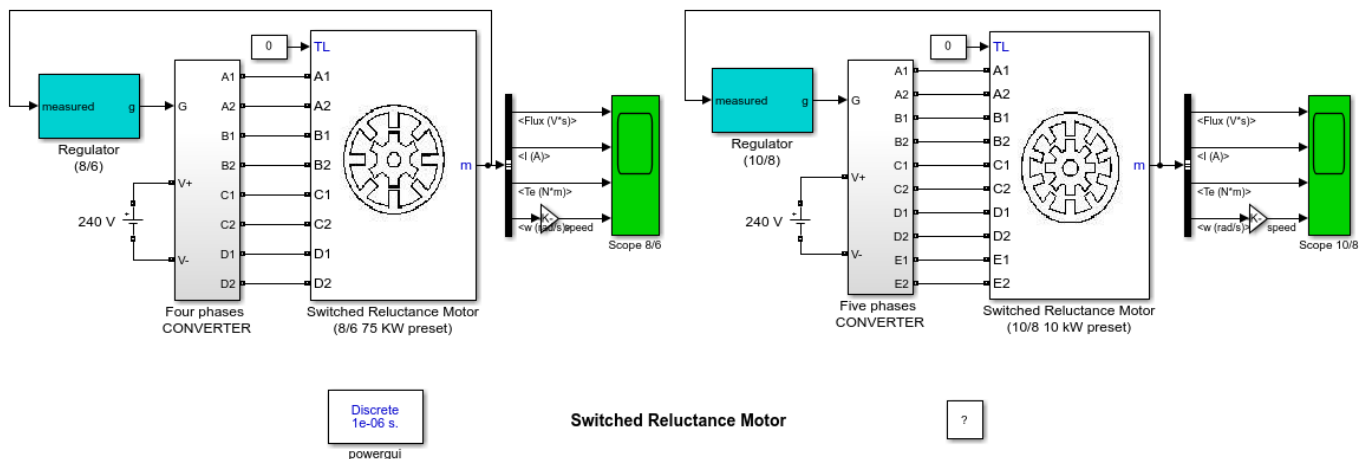 0
TL
measured
g
Regulator
(8/6)
G
V+
V-
240 V
A1
A2
B1
B2
C1
C2
D1
D2
Four phases
CONVERTER
A1
A2
B1
B2
C1
C2
D1
D2
m
Switched Reluctance Motor
(8/6 75 KW preset)
<Flux (V*s)>
<I (A)>
<Te (N*m)>
K-
<w (rad/s)>
speed
Scope 8/6
0
TL
measured
g
Regulator
(10/8)
G
V+
V-
240 V
A1
A2
B1
B2
C1
C2
D1
D2
E1
E2
Five phases
CONVERTER
A1
A2
B1
B2
C1
C2
D1
D2
E1
E2
m
Switched Reluctance Motor
(10/8 10 kW preset)
<Flux (V*s)>
<I (A)>
<Te (N*m)>
K-
<w (rad/s)>
speed
Scope 10/8
Discrete
1e-06 s.
powergui
Switched Reluctance Motor
?